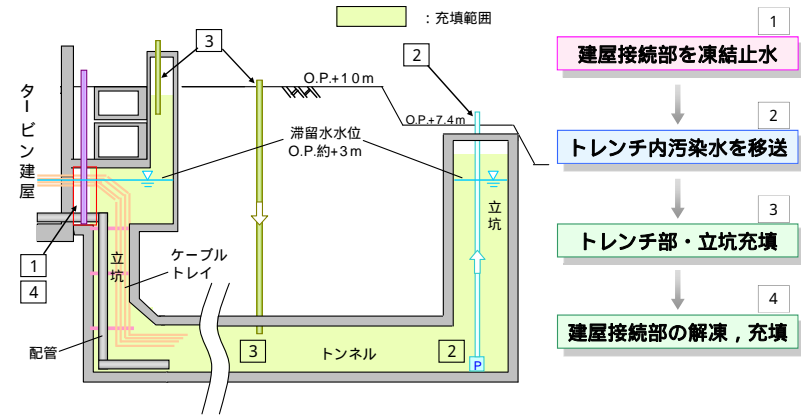 ：充填範囲
3
2
O.P.+10m
O.P.+7.4m
タービン建屋
滞留水水位
O.P.約+3m
立坑
立坑
ケーブル
トレイ
1
4
配管
3
トンネル
2
P
1
建屋接続部を凍結止水
2
トレンチ内汚染水を移送
3
トレンチ部・立坑充填
4
建屋接続部の解凍，充填